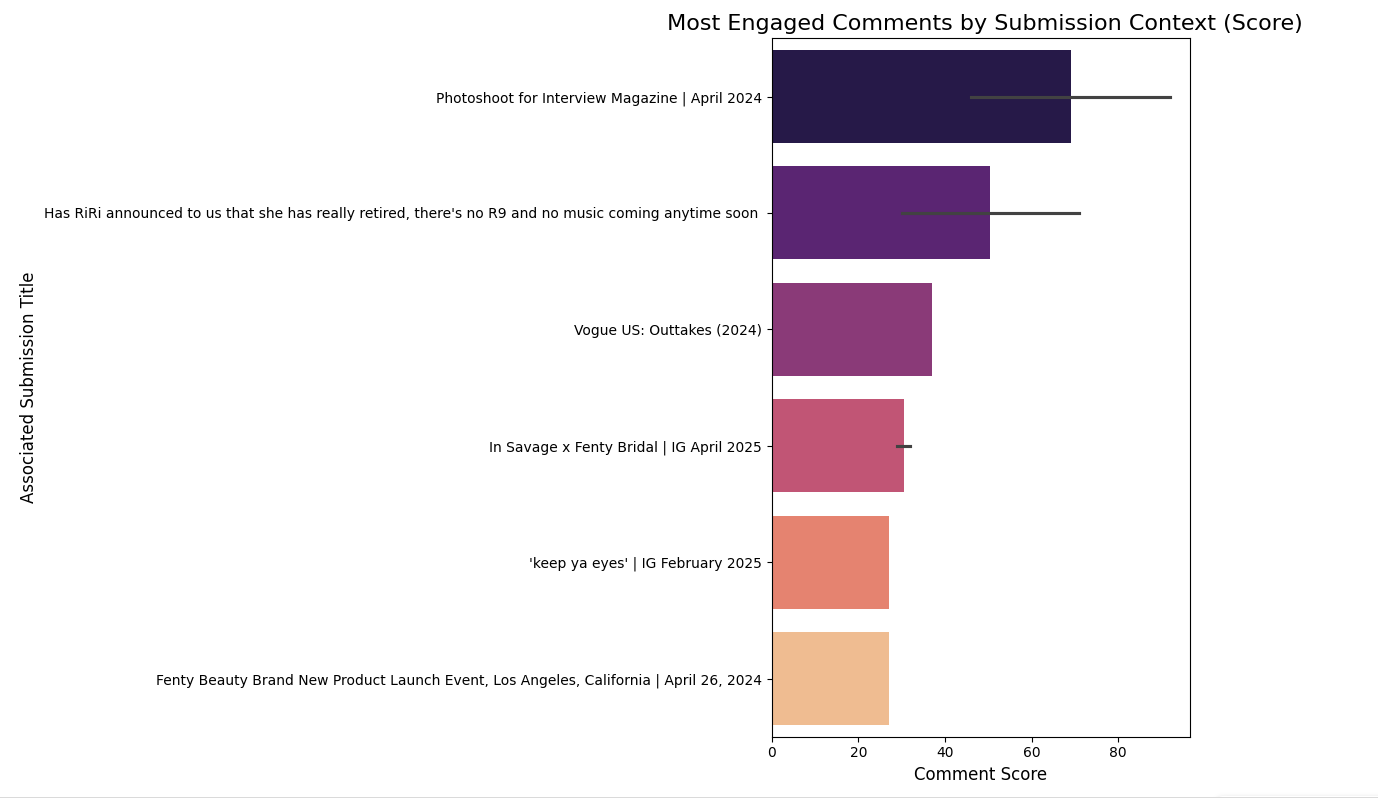 Most Engaged Comments by Submission Context (Score)
Photoshoot for Interview Magazine | April 2024
Has RiRi announced to us that she has really retired, there's no R9 and no music coming anytime soon
Vogue US: Outtakes (2024)
In Savage x Fenty Bridal | IG April 2025
'keep ya eyes' | IG February 2025
Fenty Beauty Brand New Product Launch Event, Los Angeles, California | April 26, 2024
Associated Submission Title
0 20 40 60 80
Comment Score